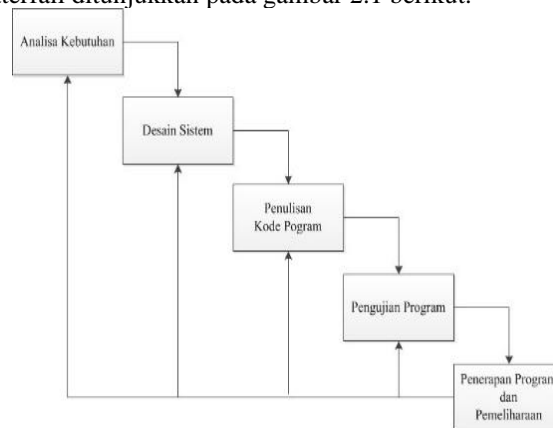 ditunjukkan pada gambar 2.1 berikut.
Analisa Kebutuhan
Desain Sistem
Penulisan
Kode Pogram
Pengujian Program
Penerapan Program
dan
Pemeliharaan